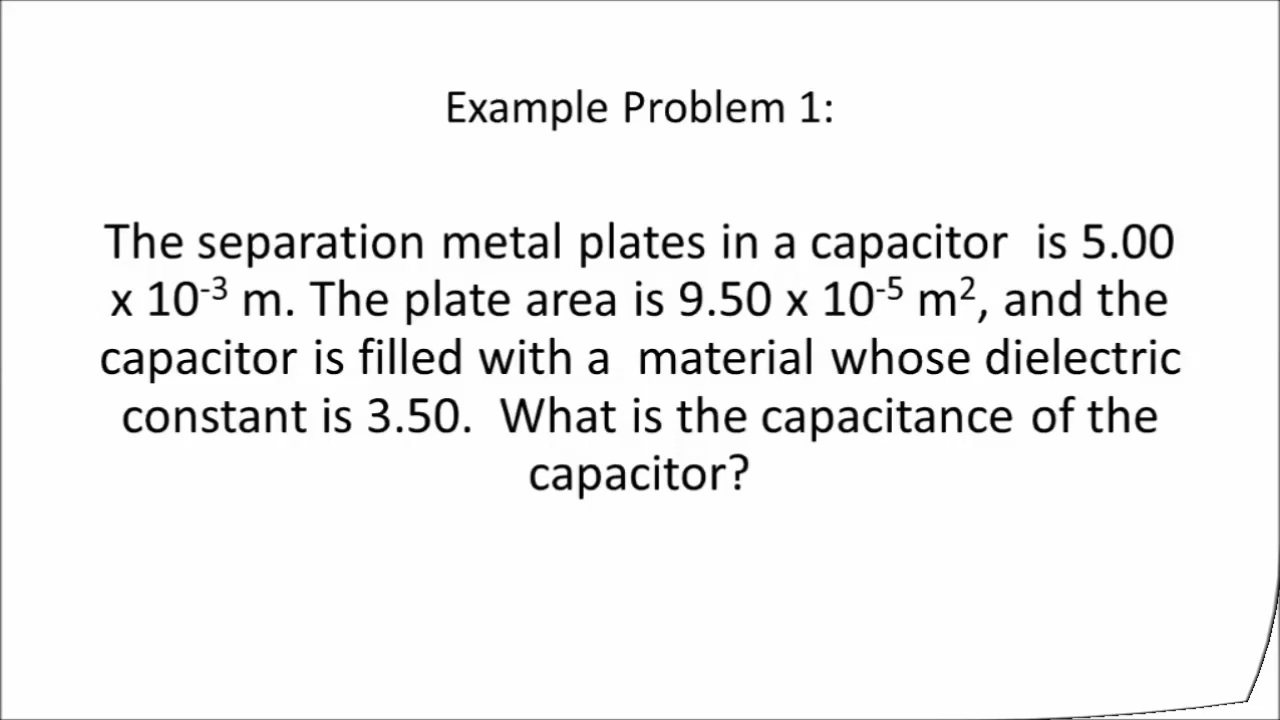 Example Problem 1:
The separation metal plates in a capacitor  is 5.00
x 10⁻³ m. The plate area is 9.50 x 10⁻⁵ m², and the
capacitor is filled with a  material whose dielectric
constant is 3.50.  What is the capacitance of the
capacitor?